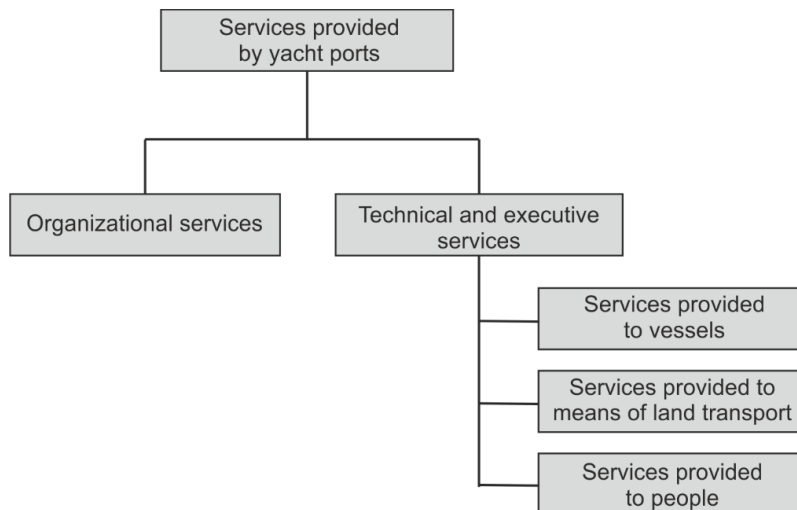 Services provided
by yacht ports
Organizational services
Technical and executive
services
Services provided
to vessels
Services provided to
means of land transport
Services provided
to people